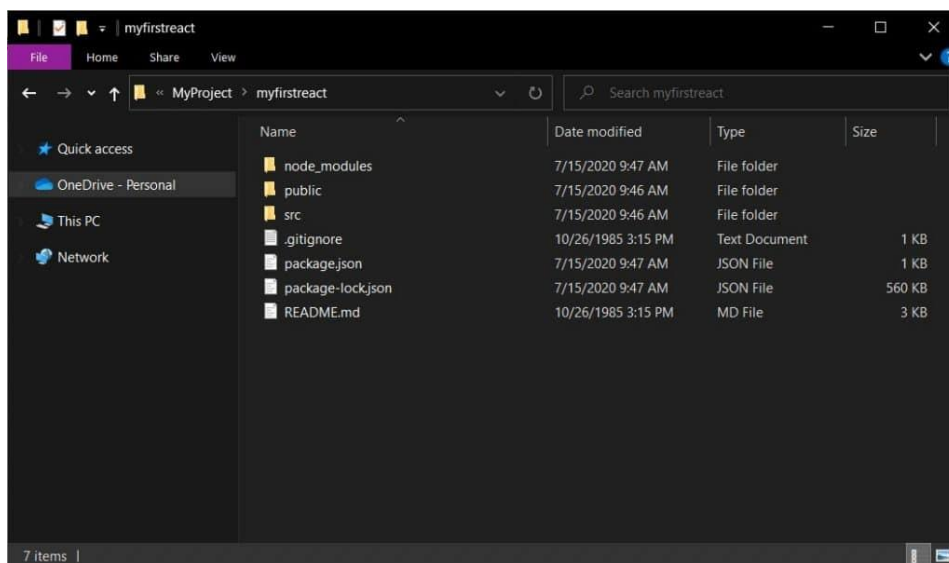 myfirstreact
File Home Share View
« MyProject > myfirstreact Search myfirstreact
Name Date modified Type Size
Quick access
OneDrive - Personal
This PC
Network
node_modules 7/15/2020 9:47 AM File folder
public 7/15/2020 9:46 AM File folder
src 7/15/2020 9:46 AM File folder
.gitignore 10/26/1985 3:15 PM Text Document 1 KB
package.json 7/15/2020 9:47 AM JSON File 1 KB
package-lock.json 7/15/2020 9:47 AM JSON File 560 KB
README.md 10/26/1985 3:15 PM MD File 3 KB
7 items